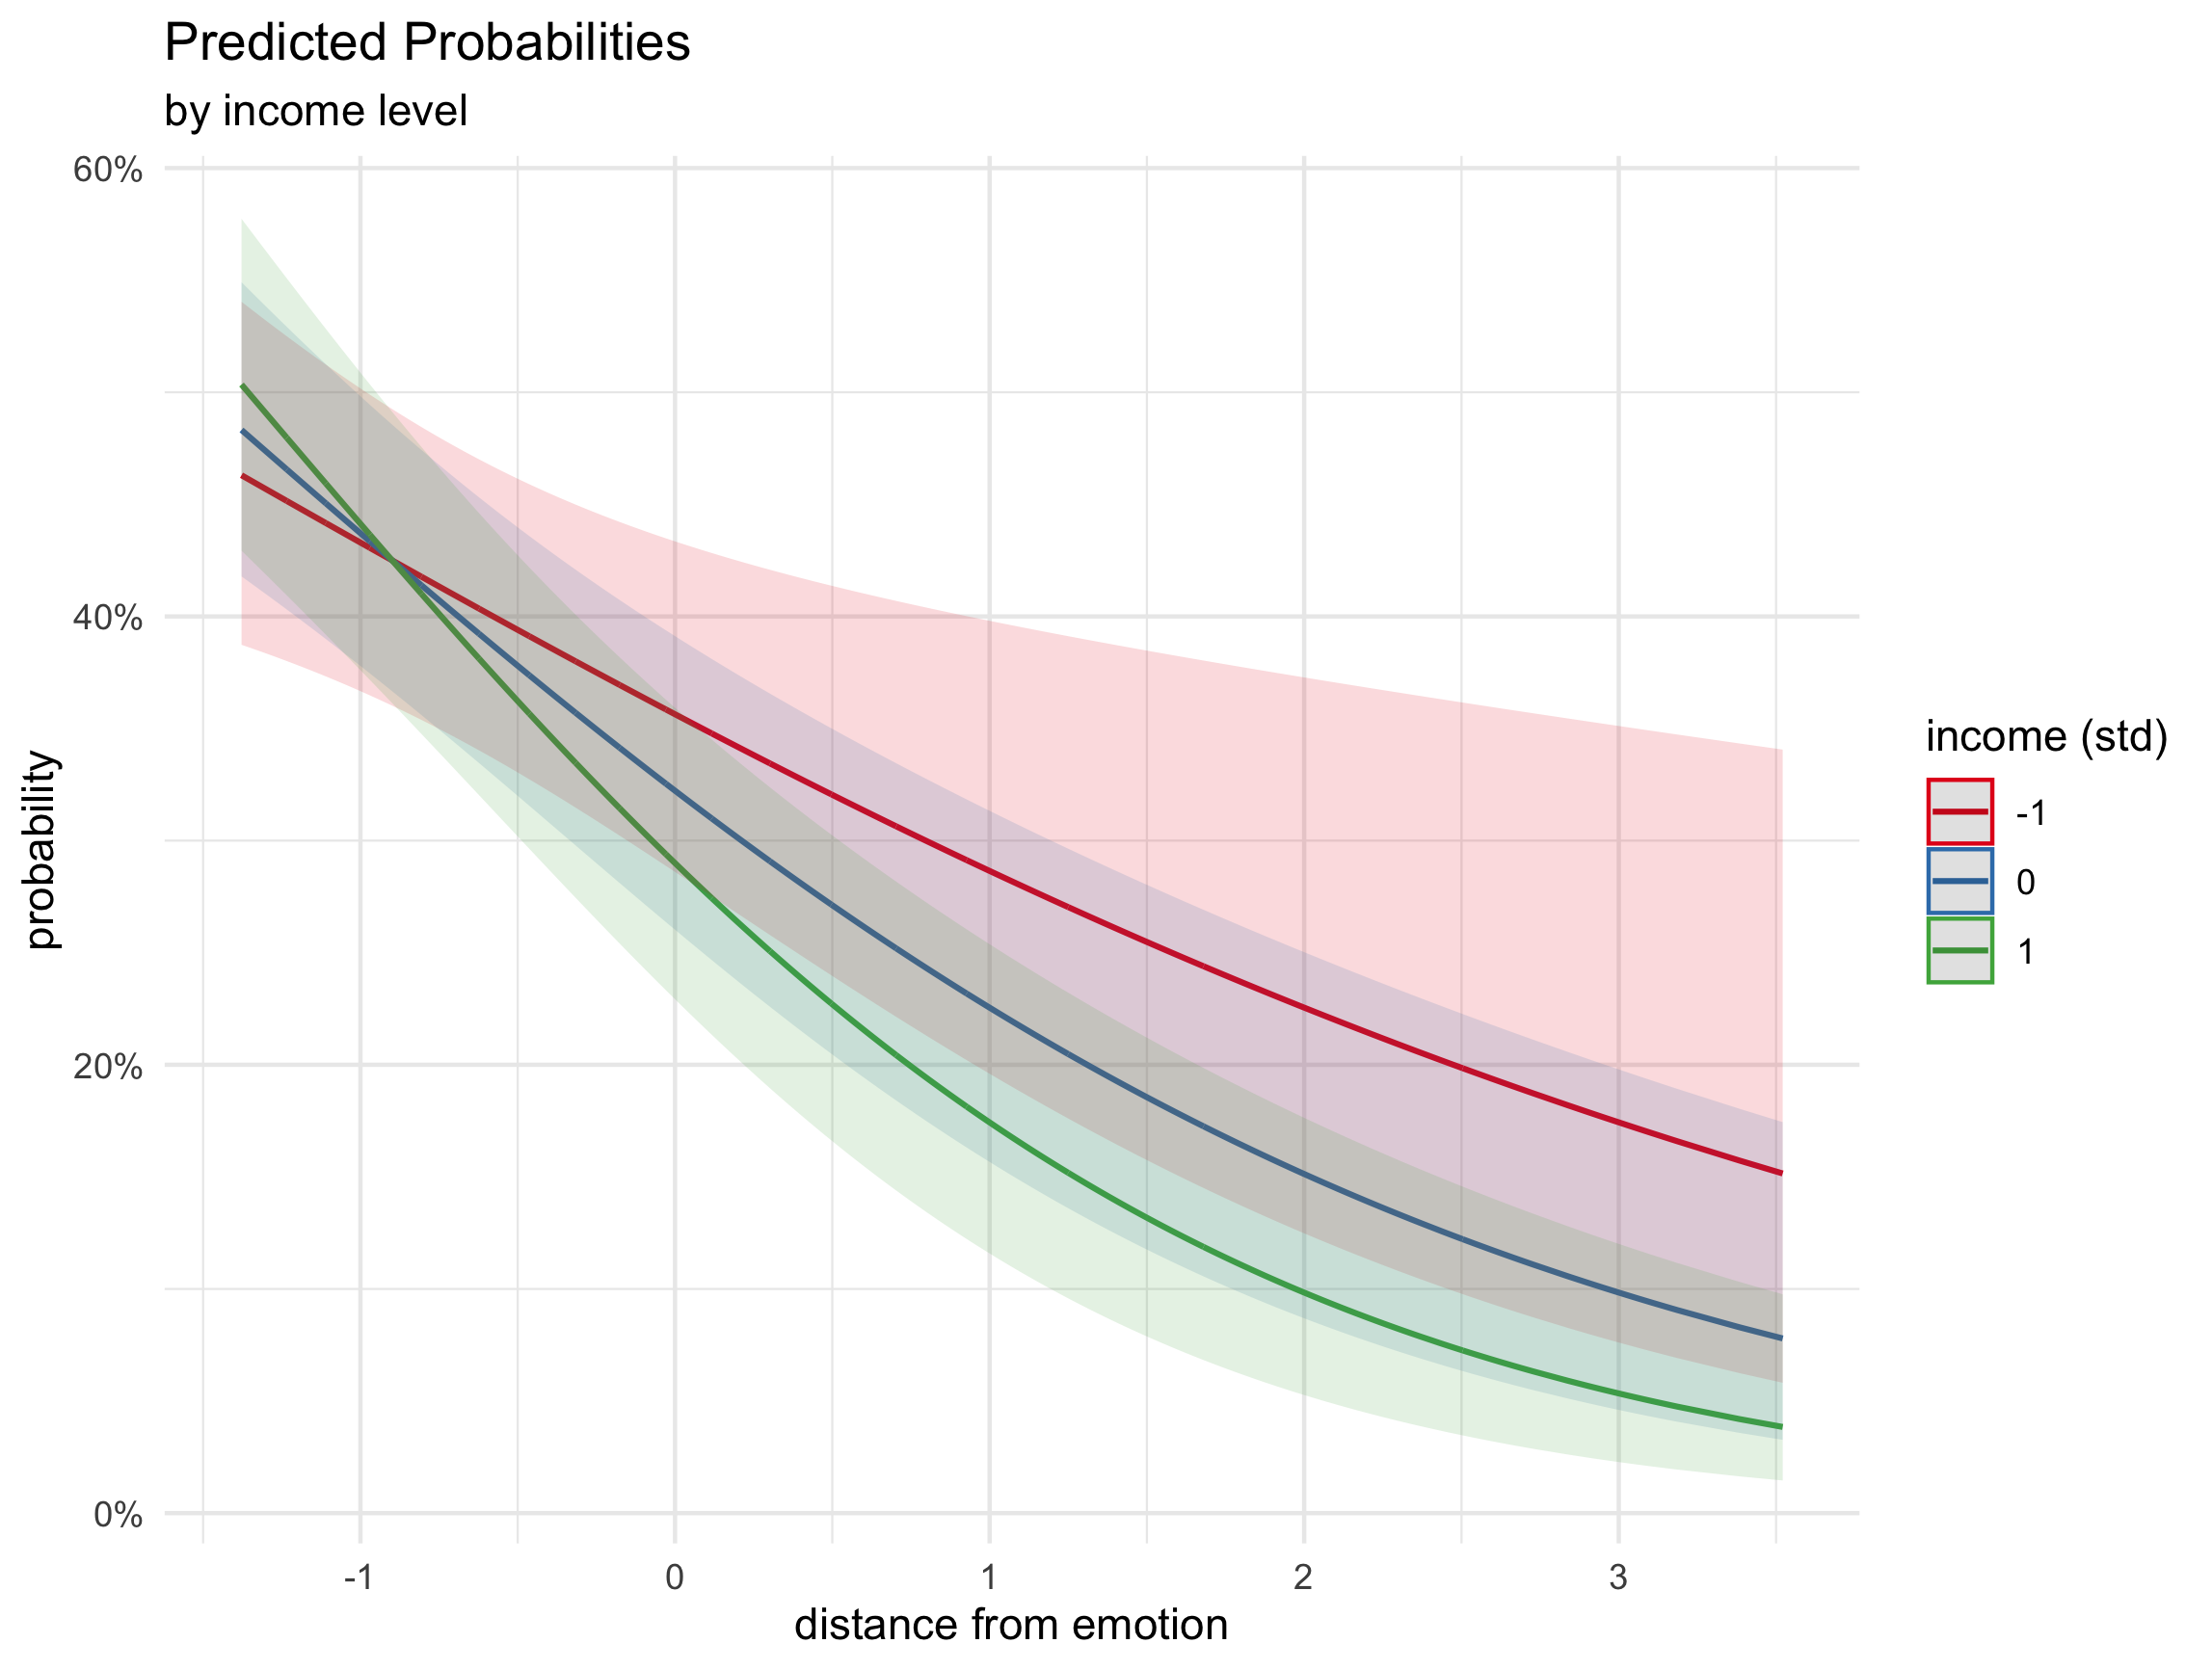 Predicted Probabilities
by income level
60%
40%
20%
0%
probability
-1
0
1
2
3
distance from emotion
income (std)
-1
0
1